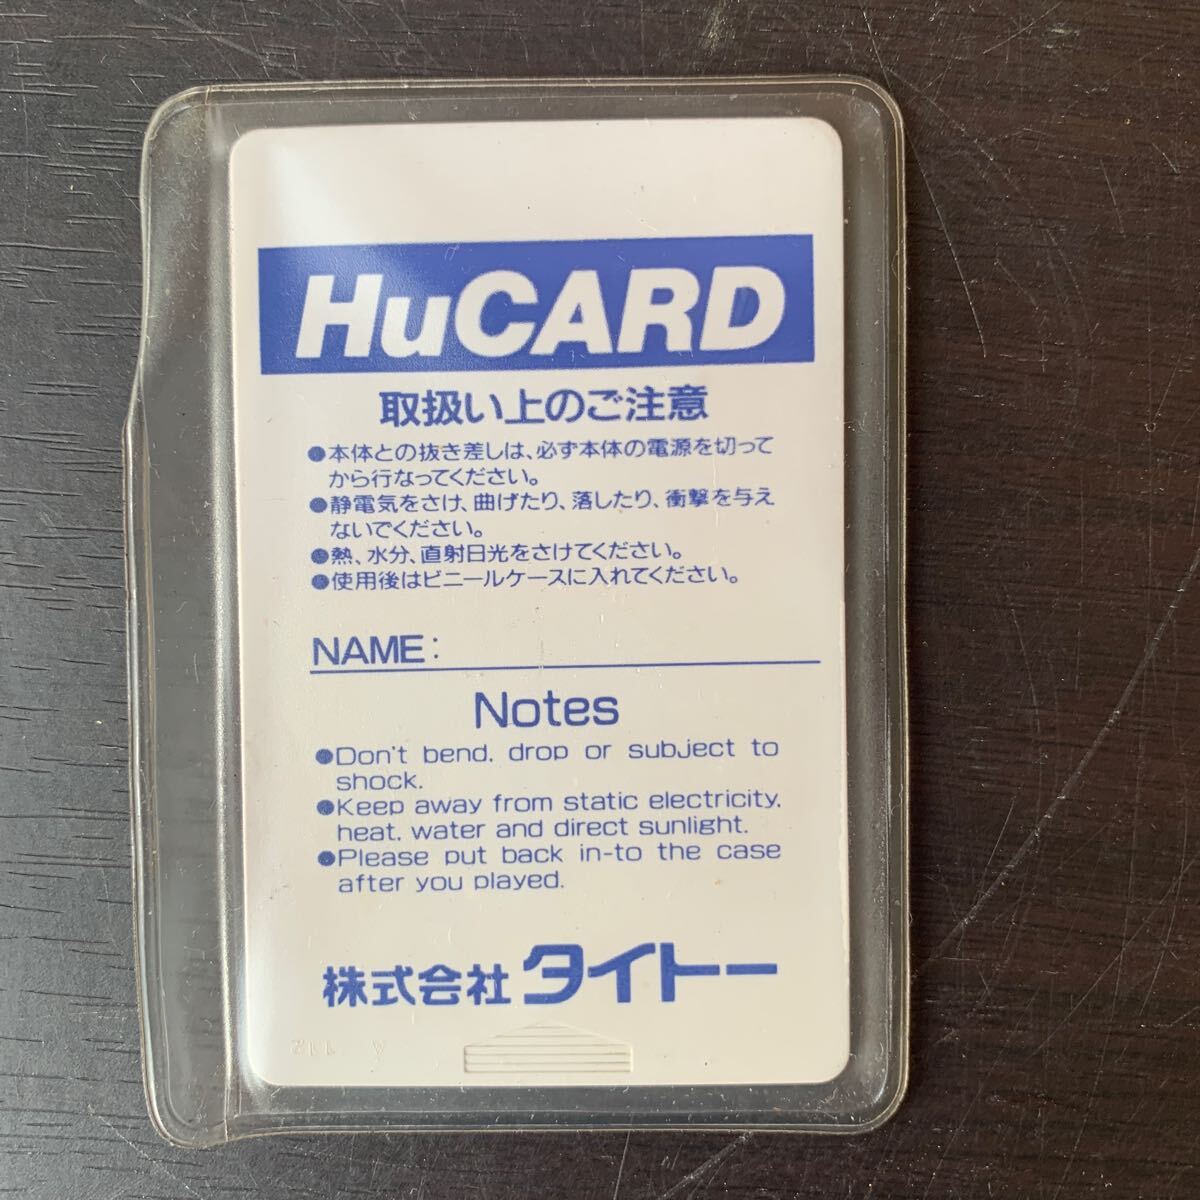 HuCARD
取扱い上のご注意
●本体との抜き差しは、必ず本体の電源を切って
から行なってください。
●静電気をさけ、曲げたり、落したり、衝撃を与え
ないでください。
●熱、水分、直射日光をさけてください。
●使用後はビニールケースに入れてください。
NAME:
Notes
●Don't bend, drop or subject to
shock.
●Keep away from static electricity,
heat, water and direct sunlight.
●Please put back in-to the case
after you played.
株式会社 タイトー